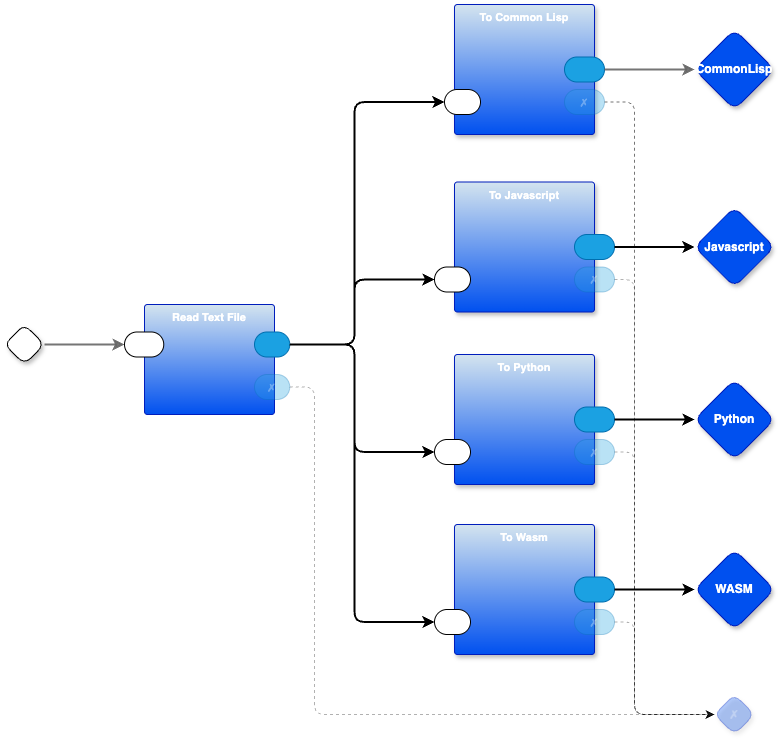 To Common Lisp
CommonLisp
✗
To Javascript
Javascript
✗
Read Text File
✗
To Python
Python
✗
To Wasm
WASM
✗
✗